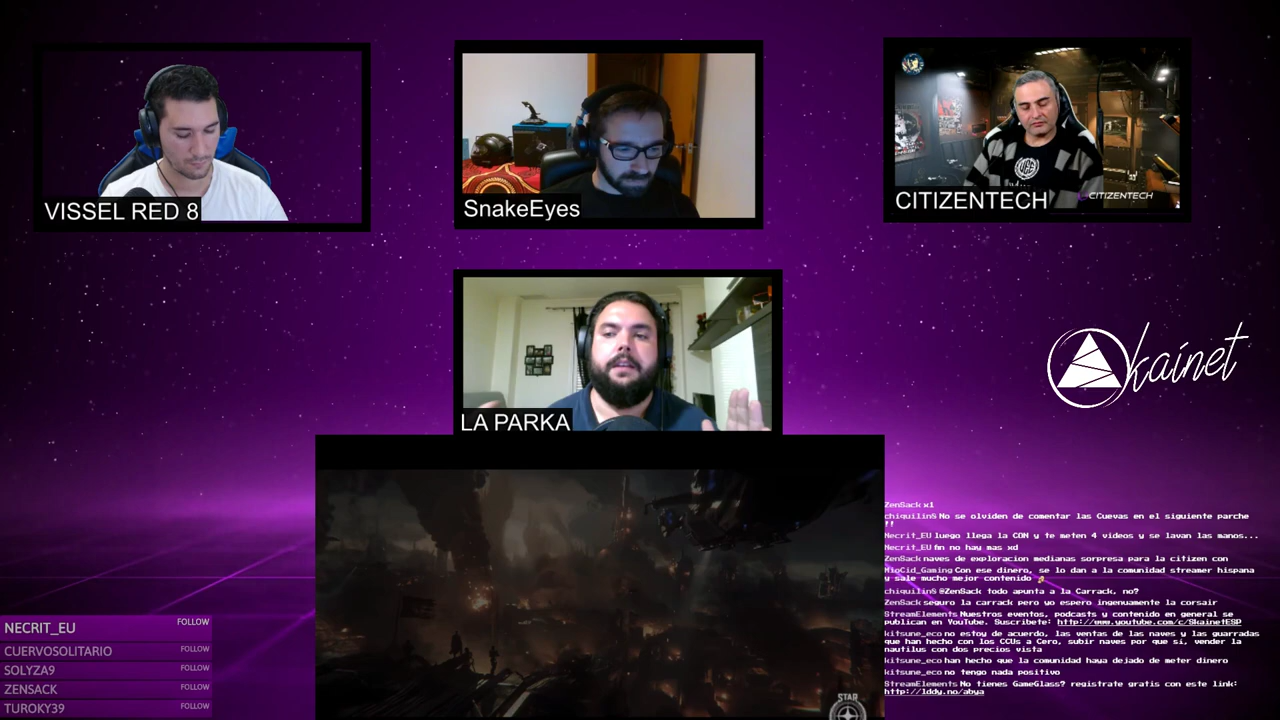 VISSEL RED 8
SnakeEyes
CITIZENTECH
CITIZENTECH
LA PARKA
kainet
ZenSack x1
chiquilin8 No se olviden de comentar las Cuevas en el siguiente parche
!!
Necrit_EU luego llega la CON y te meten 4 videos y se lavan las manos...
Necrit_EU fin no hay mas xd
ZenSack naves de exploracion medianas sorpresa para la citizen con
MioCid_Gaming Con ese dinero, se lo dan a la comunidad streamer hispana
y sale mucho mejor contenido
chiquilin8 @ZenSack todo apunta a la Carrack, no?
ZenSack seguro la carrack pero yo espero ingenuamente la corsair
StreamElements Nuestros eventos, podcasts y contenido en general se
publican en YouTube. Suscribete: http://www.youtube.com/c/SkainetESP
kitsune_eco no estoy de acuerdo, las ventas de las naves y las guarradas
que han hecho con los CCUs a Cero, subir naves por que si, vender la
nautilus con dos precios vista
kitsune_eco han hecho que la comunidad haya dejado de meter dinero
kitsune_eco no tengo nada positivo
StreamElements No tienes GameGlass? registrate gratis con este link:
http://lddy.no/abya
NECRIT_EU FOLLOW
CUERVOSOLITARIO FOLLOW
SOLYZA9 FOLLOW
ZENSACK FOLLOW
TUROKY39 FOLLOW
STAR